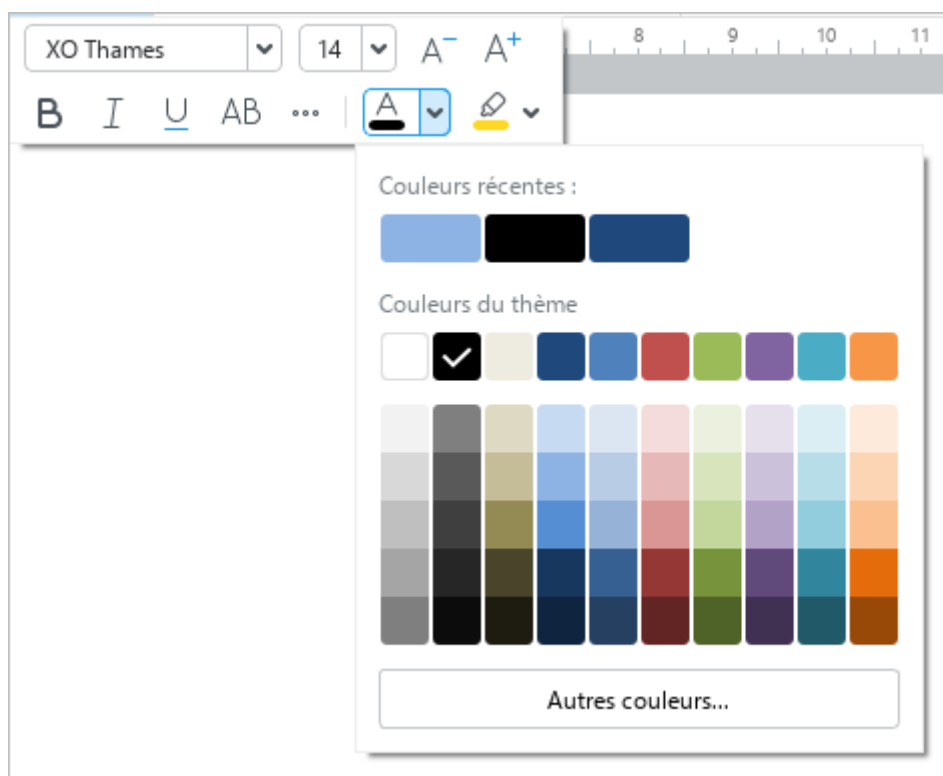 XO Thames 14 A⁻ A⁺
8 9 10 11
B I U AB A
Couleurs récentes :
Couleurs du thème
Autres couleurs...